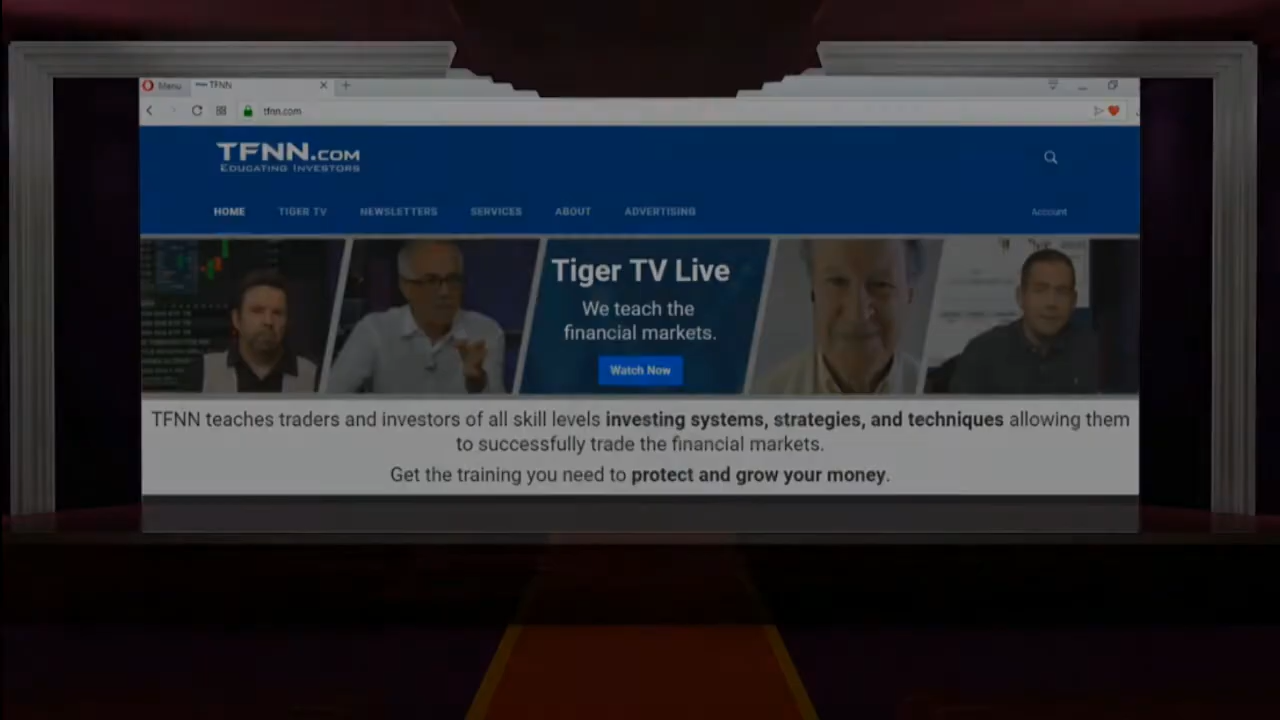 Menu
TFNN
tfnn.com
TFNN.COM
EDUCATING INVESTORS
HOME TIGER TV NEWSLETTERS SERVICES ABOUT ADVERTISING Account
Tiger TV Live
We teach the
financial markets.
Watch Now
TFNN teaches traders and investors of all skill levels investing systems, strategies, and techniques allowing them
to successfully trade the financial markets.
Get the training you need to protect and grow your money.